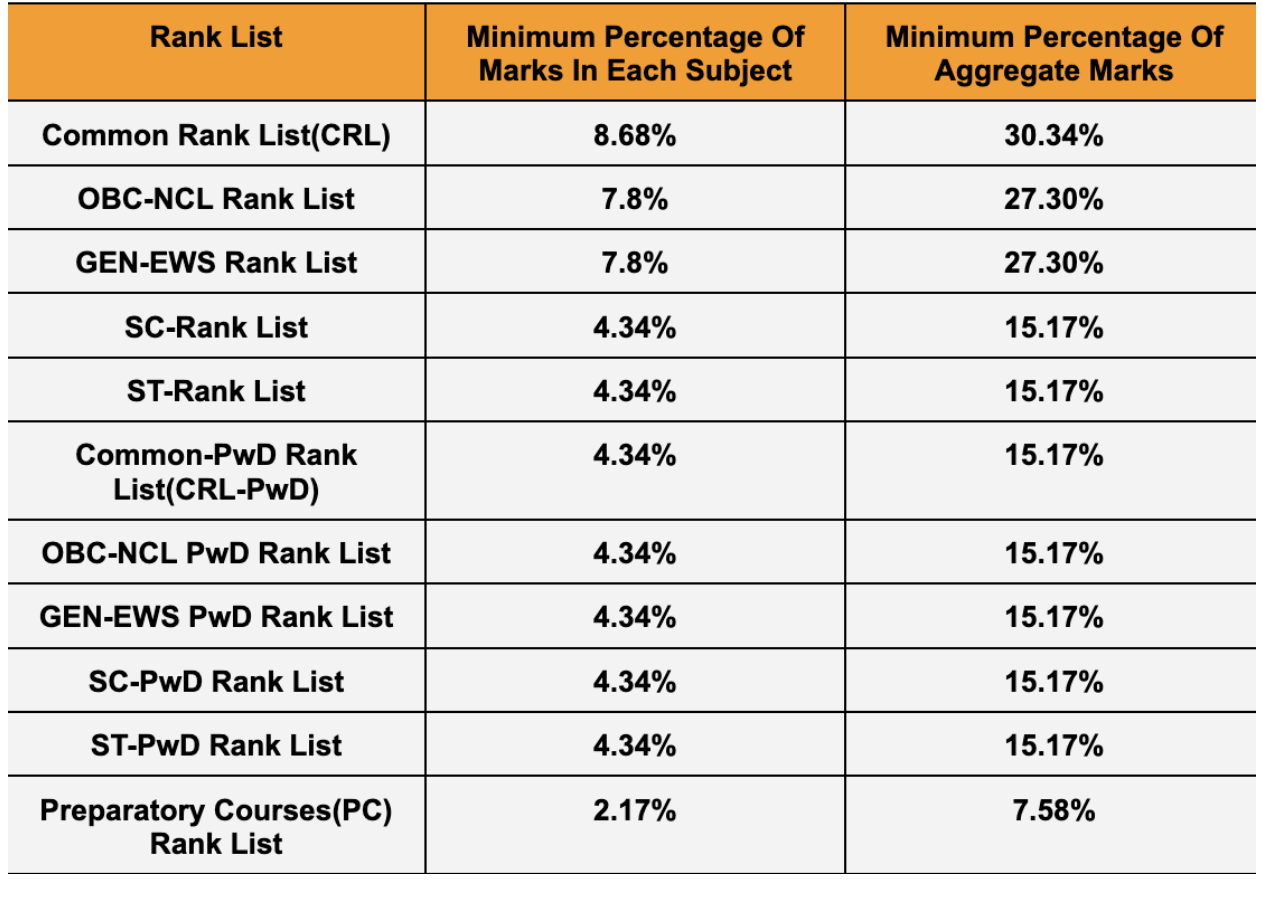 Rank List
Minimum Percentage Of
Marks In Each Subject
Minimum Percentage Of
Aggregate Marks
Common Rank List(CRL) 8.68% 30.34%
OBC-NCL Rank List 7.8% 27.30%
GEN-EWS Rank List 7.8% 27.30%
SC-Rank List 4.34% 15.17%
ST-Rank List 4.34% 15.17%
Common-PwD Rank
List(CRL-PwD)
4.34% 15.17%
OBC-NCL PwD Rank List 4.34% 15.17%
GEN-EWS PwD Rank List 4.34% 15.17%
SC-PwD Rank List 4.34% 15.17%
ST-PwD Rank List 4.34% 15.17%
Preparatory Courses(PC)
Rank List
2.17% 7.58%